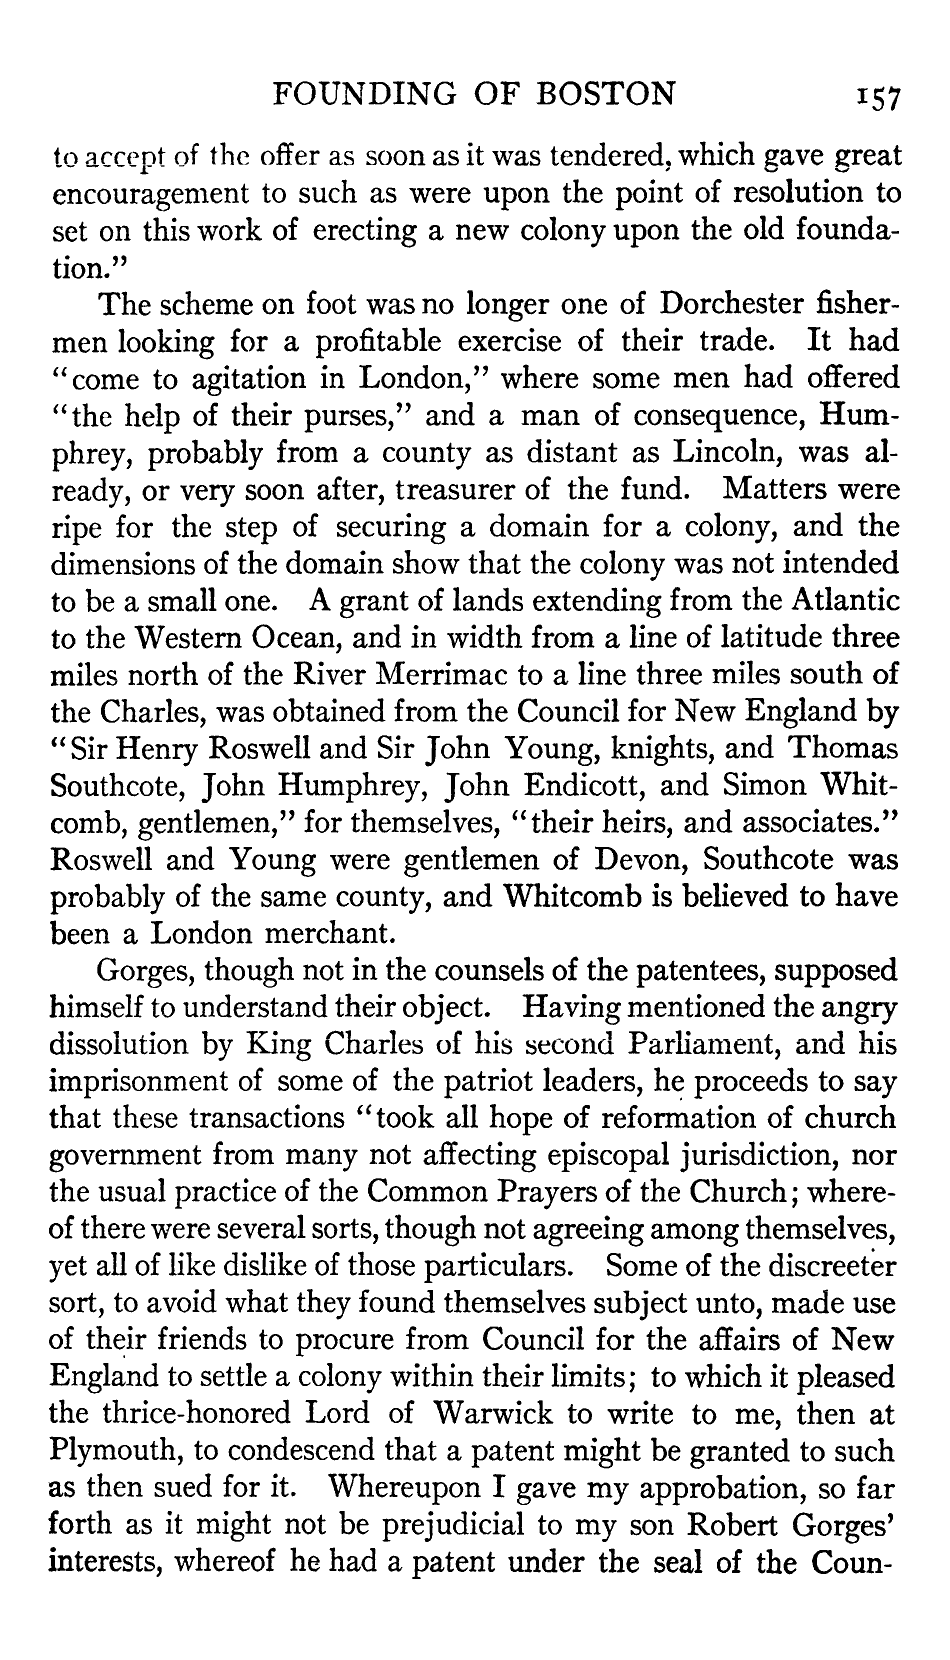 FOUNDING OF BOSTON 157
to accept of the offer as soon as it was tendered, which gave great
encouragement to such as were upon the point of resolution to
set on this work of erecting a new colony upon the old founda-
tion."
The scheme on foot was no longer one of Dorchester fisher-
men looking for a profitable exercise of their trade. It had
"come to agitation in London," where some men had offered
"the help of their purses," and a man of consequence, Hum-
phrey, probably from a county as distant as Lincoln, was al-
ready, or very soon after, treasurer of the fund. Matters were
ripe for the step of securing a domain for a colony, and the
dimensions of the domain show that the colony was not intended
to be a small one. A grant of lands extending from the Atlantic
to the Western Ocean, and in width from a line of latitude three
miles north of the River Merrimac to a line three miles south of
the Charles, was obtained from the Council for New England by
"Sir Henry Roswell and Sir John Young, knights, and Thomas
Southcote, John Humphrey, John Endicott, and Simon Whit-
comb, gentlemen," for themselves, "their heirs, and associates."
Roswell and Young were gentlemen of Devon, Southcote was
probably of the same county, and Whitcomb is believed to have
been a London merchant.
Gorges, though not in the counsels of the patentees, supposed
himself to understand their object. Having mentioned the angry
dissolution by King Charles of his second Parliament, and his
imprisonment of some of the patriot leaders, he proceeds to say
that these transactions "took all hope of reformation of church
government from many not affecting episcopal jurisdiction, nor
the usual practice of the Common Prayers of the Church; where-
of there were several sorts, though not agreeing among themselves,
yet all of like dislike of those particulars. Some of the discreeter
sort, to avoid what they found themselves subject unto, made use
of their friends to procure from Council for the affairs of New
England to settle a colony within their limits; to which it pleased
the thrice-honored Lord of Warwick to write to me, then at
Plymouth, to condescend that a patent might be granted to such
as then sued for it. Whereupon I gave my approbation, so far
forth as it might not be prejudicial to my son Robert Gorges'
interests, whereof he had a patent under the seal of the Coun-